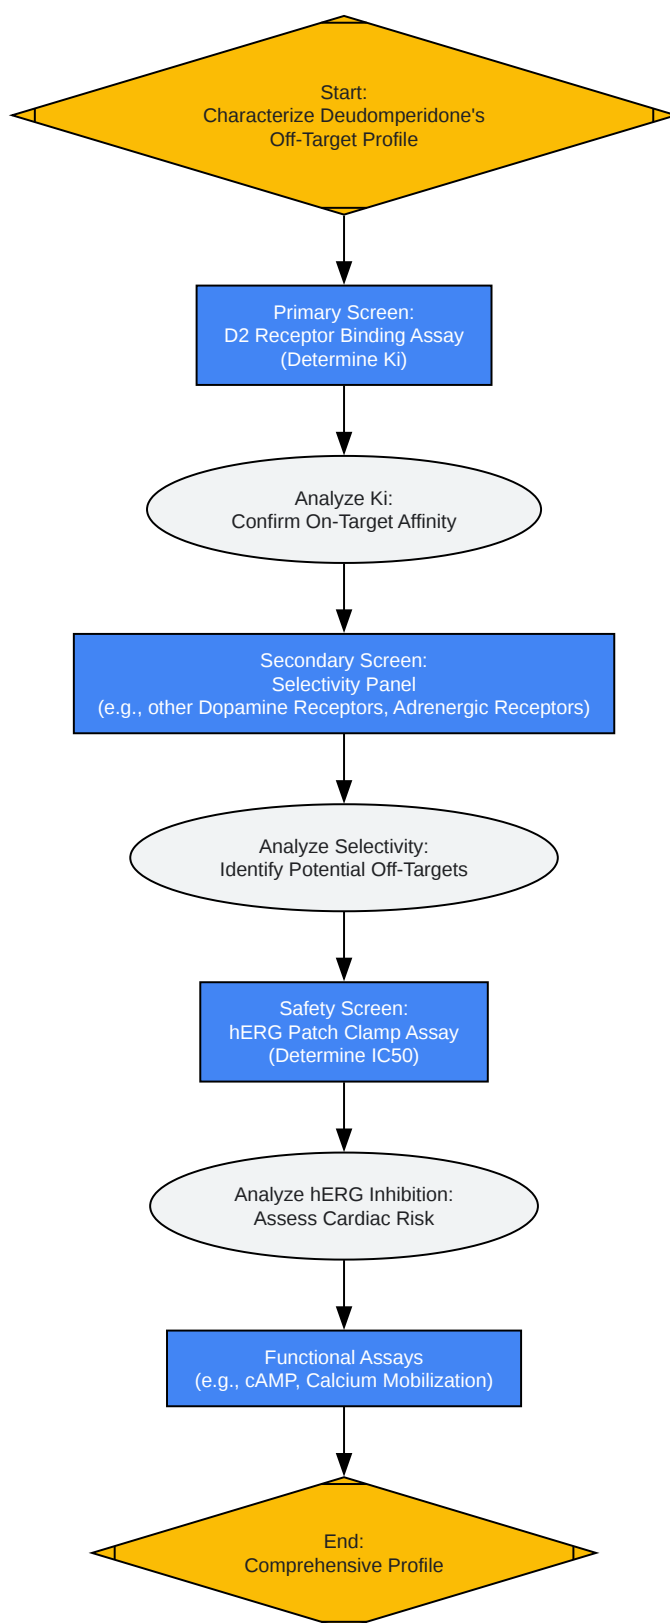 Start:
Characterize Deudomperidone's
Off-Target Profile
Primary Screen:
D2 Receptor Binding Assay
(Determine Ki)
Analyze Ki:
Confirm On-Target Affinity
Secondary Screen:
Selectivity Panel
(e.g., other Dopamine Receptors, Adrenergic Receptors)
Analyze Selectivity:
Identify Potential Off-Targets
Safety Screen:
hERG Patch Clamp Assay
(Determine IC50)
Analyze hERG Inhibition:
Assess Cardiac Risk
Functional Assays
(e.g., cAMP, Calcium Mobilization)
End:
Comprehensive Profile